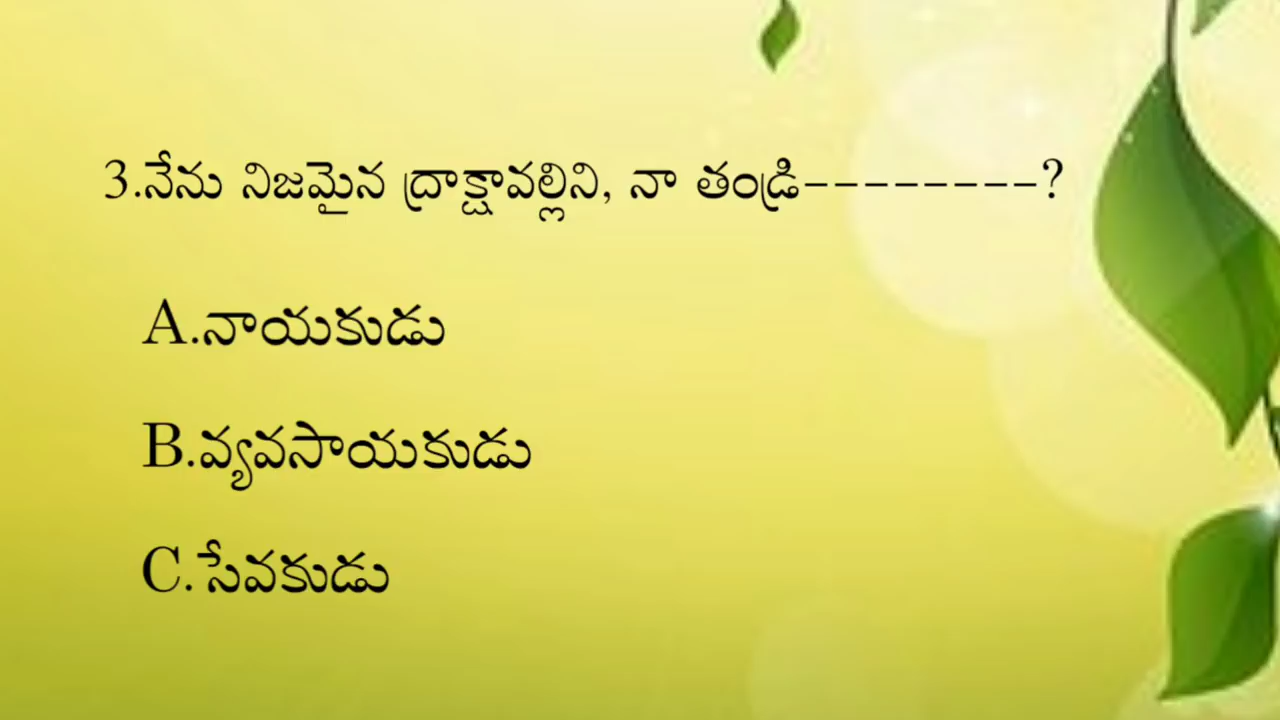 3.నేను నిజమైన ద్రాక్షావల్లిని, నా తండ్రి--------?
A.నాయకుడు
B.వ్యవసాయకుడు
C.సేవకుడు